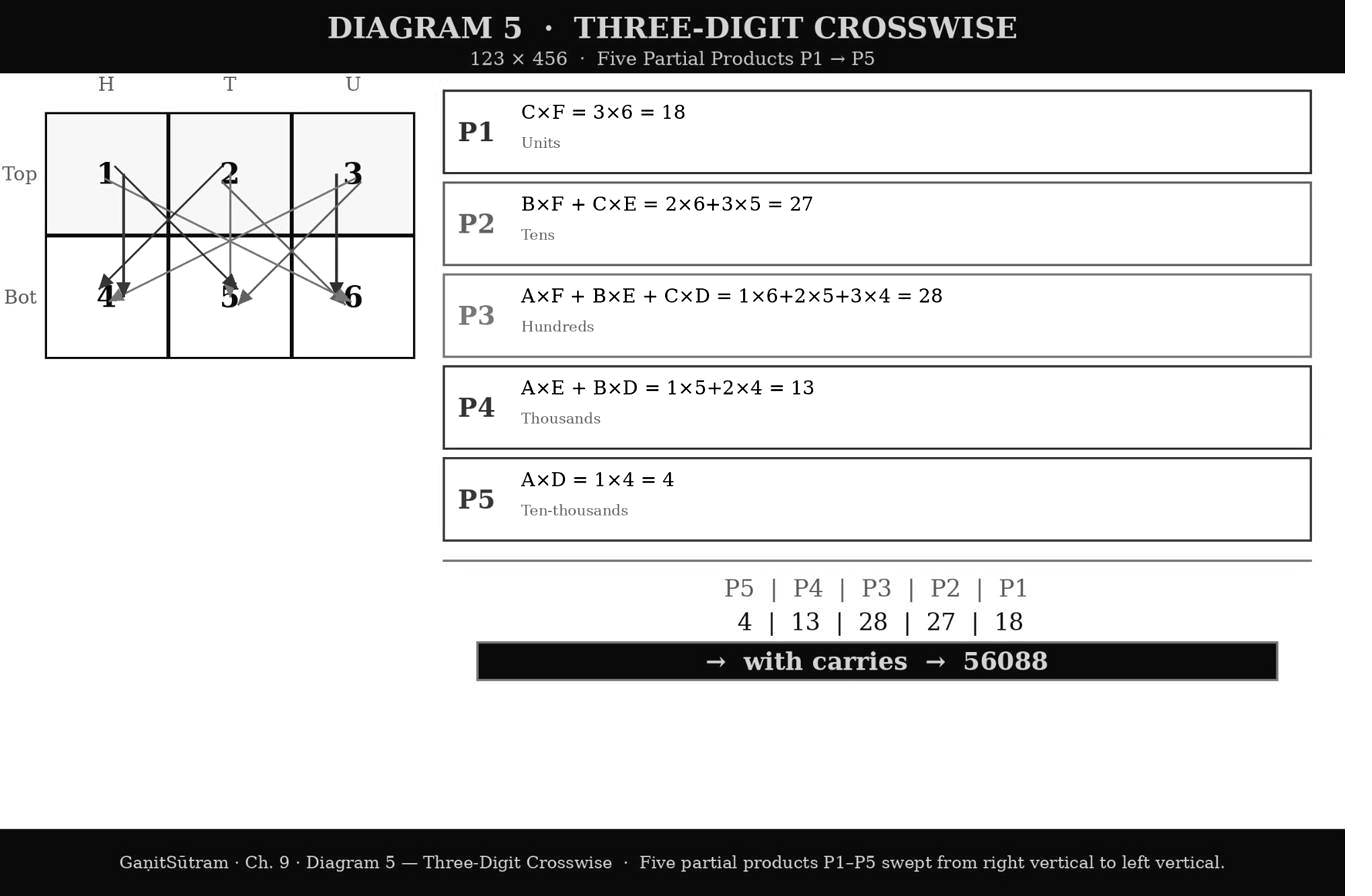 DIAGRAM 5 · THREE-DIGIT CROSSWISE
123 × 456 · Five Partial Products P1 → P5
H T U
Top 1 2 3
Bot 4 5 6
P1 C×F = 3×6 = 18
Units
P2 B×F + C×E = 2×6+3×5 = 27
Tens
P3 A×F + B×E + C×D = 1×6+2×5+3×4 = 28
Hundreds
P4 A×E + B×D = 1×5+2×4 = 13
Thousands
P5 A×D = 1×4 = 4
Ten-thousands
P5 | P4 | P3 | P2 | P1
4 | 13 | 28 | 27 | 18
→ with carries → 56088
GaṇitSūtram · Ch. 9 · Diagram 5 — Three-Digit Crosswise · Five partial products P1–P5 swept from right vertical to left vertical.